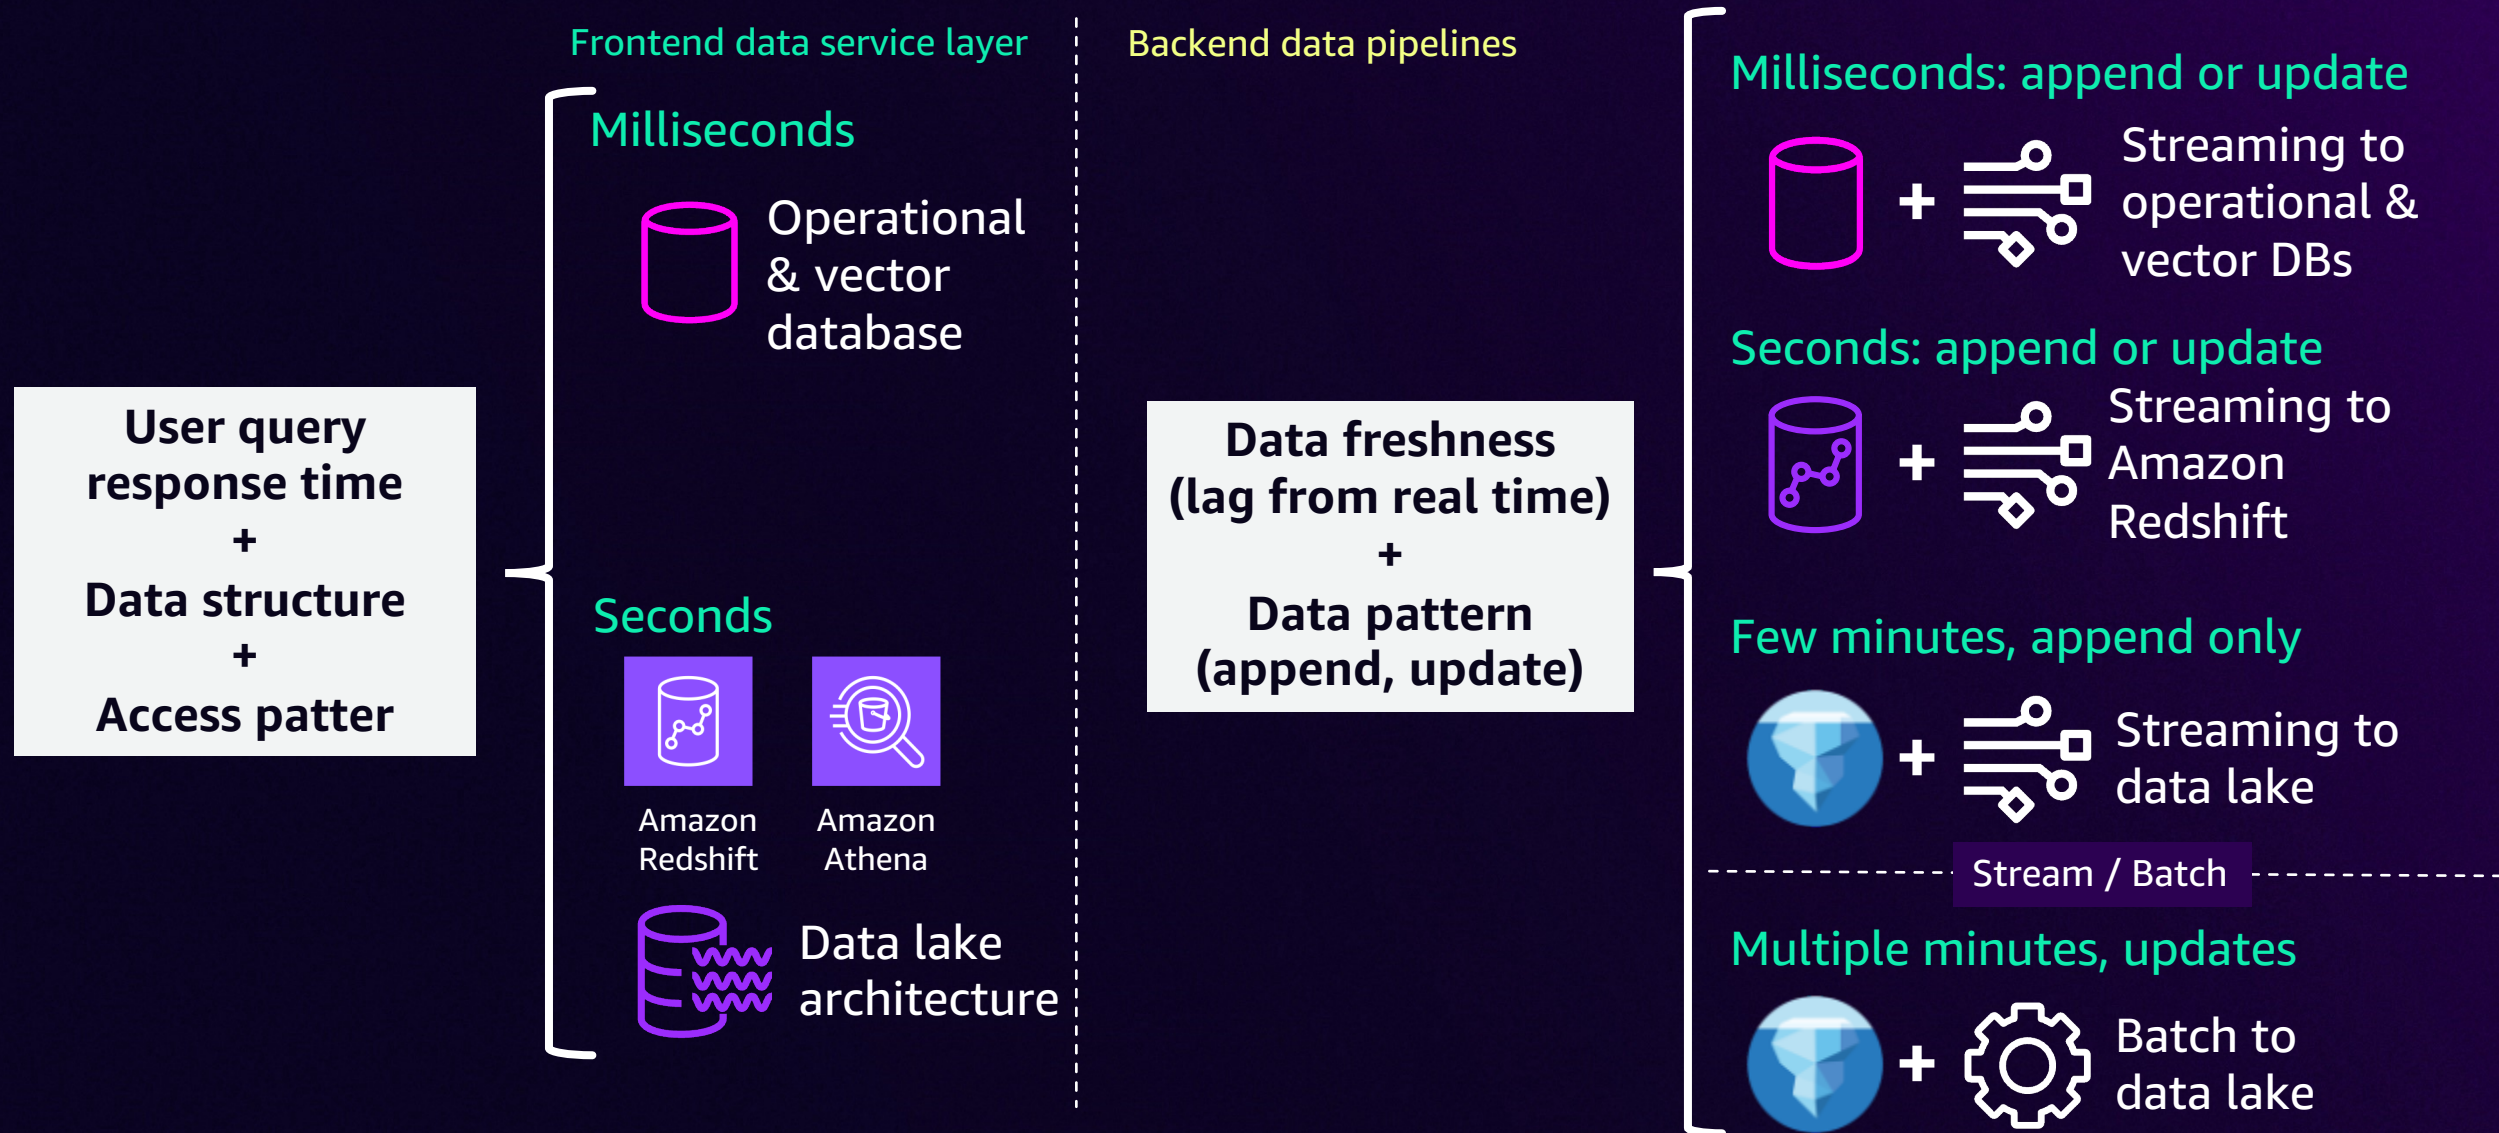 Frontend data service layer
Backend data pipelines
User query
response time
+
Data structure
+
Access patter
Milliseconds
Operational
& vector
database
Seconds
Amazon
Redshift
Amazon
Athena
Data lake
architecture
Data freshness
(lag from real time)
+
Data pattern
(append, update)
Milliseconds: append or update
+
Streaming to
operational &
vector DBs
Seconds: append or update
+
Streaming to
Amazon
Redshift
Few minutes, append only
+
Streaming to
data lake
Stream / Batch
Multiple minutes, updates
+
Batch to
data lake